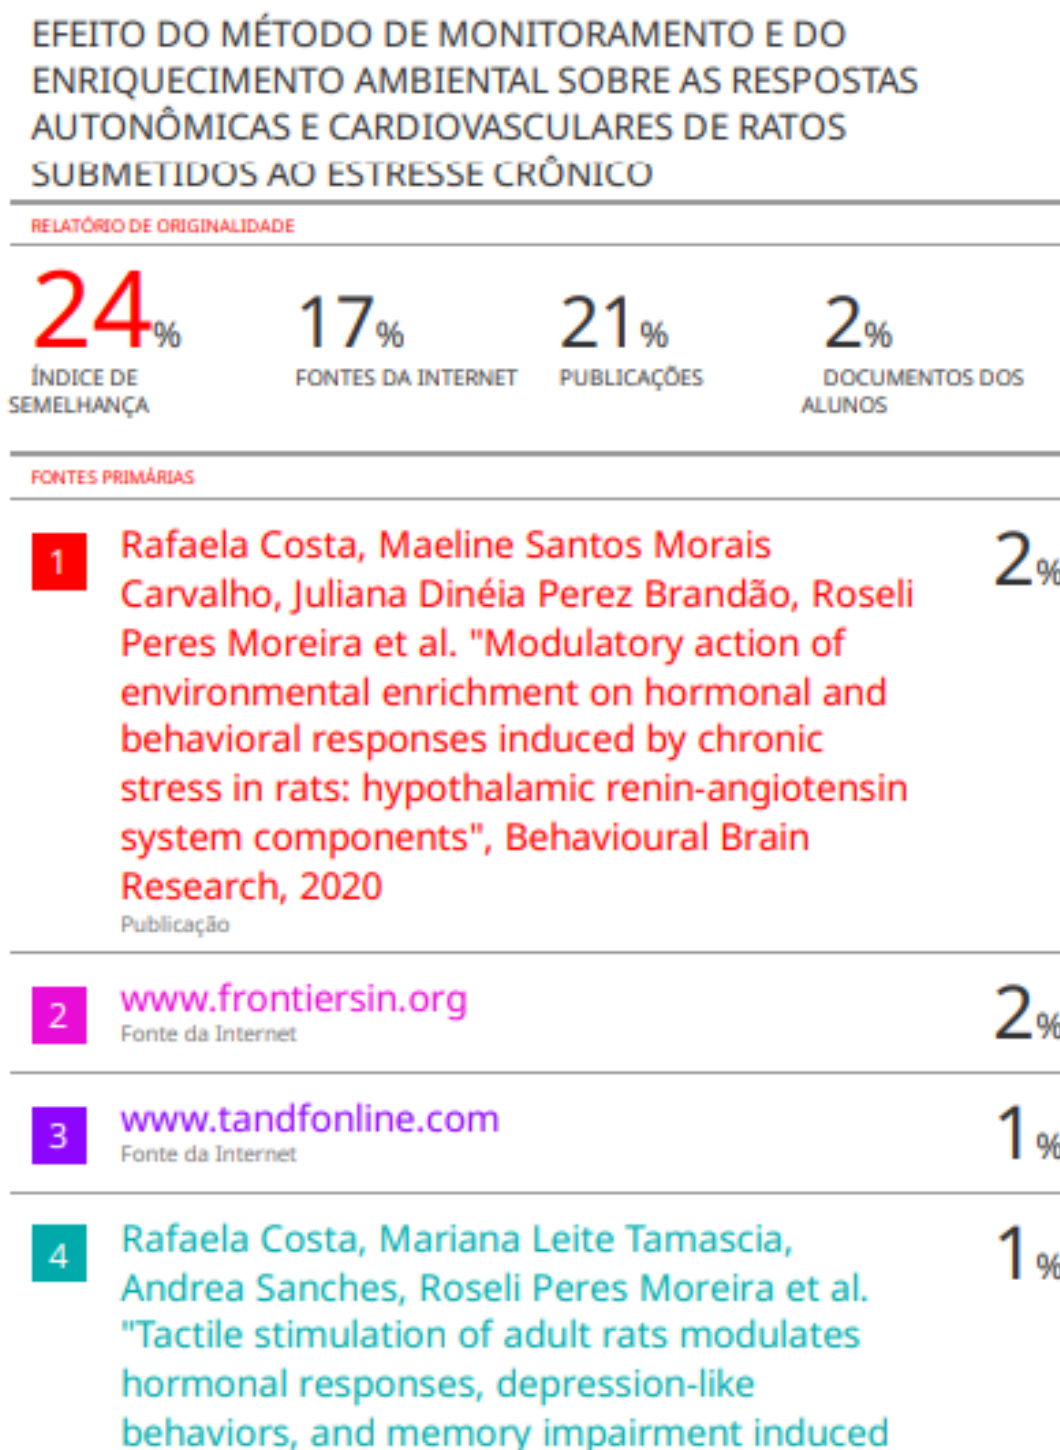 EFEITO DO MÉTODO DE MONITORAMENTO E DO
ENRIQUECIMENTO AMBIENTAL SOBRE AS RESPOSTAS
AUTONÔMICAS E CARDIOVASCULARES DE RATOS
SUBMETIDOS AO ESTRESSE CRÔNICO
RELATÓRIO DE ORIGINALIDADE
24% 17% 21% 2%
ÍNDICE DE FONTES DA INTERNET PUBLICAÇÕES DOCUMENTOS DOS
SEMELHANÇA ALUNOS
FONTES PRIMÁRIAS
1 Rafaela Costa, Maeline Santos Morais 2%
Carvalho, Juliana Dinéia Perez Brandão, Roseli
Peres Moreira et al. "Modulatory action of
environmental enrichment on hormonal and
behavioral responses induced by chronic
stress in rats: hypothalamic renin-angiotensin
system components", Behavioural Brain
Research, 2020
Publicação
2 www.frontiersin.org 2%
Fonte da Internet
3 www.tandfonline.com 1%
Fonte da Internet
4 Rafaela Costa, Mariana Leite Tamascia, 1%
Andrea Sanches, Roseli Peres Moreira et al.
"Tactile stimulation of adult rats modulates
hormonal responses, depression-like
behaviors, and memory impairment induced